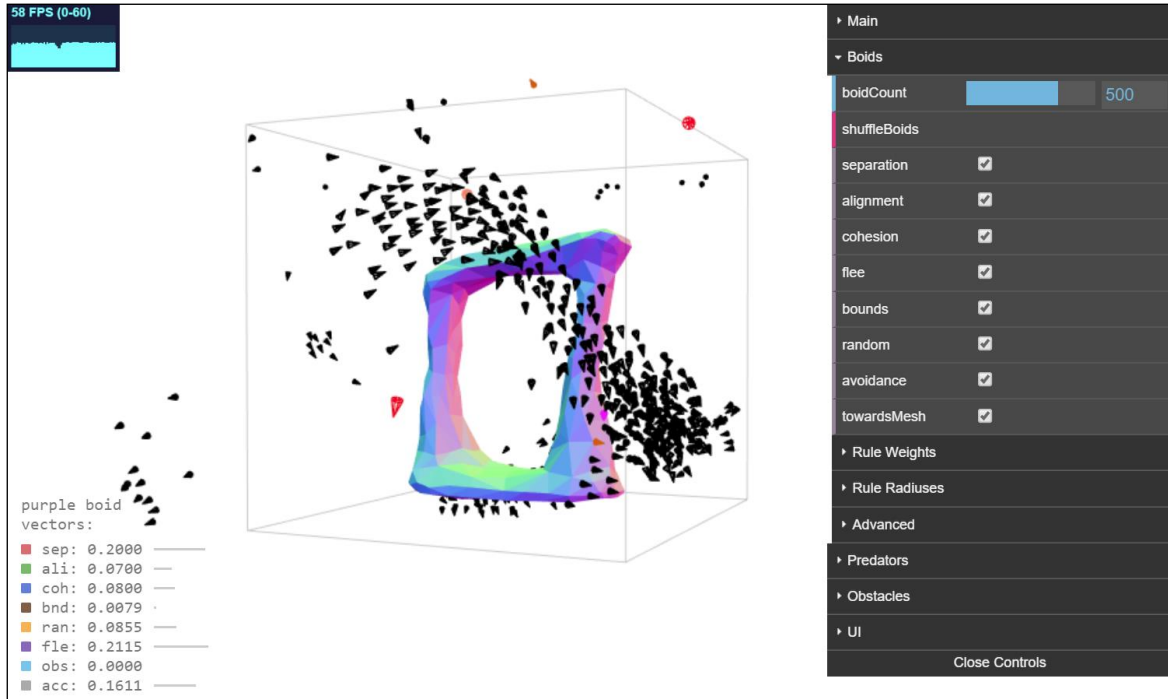 58 FPS (0-60)
Main
Boids
boidCount 500
shuffleBoids
separation
alignment
cohesion
flee
bounds
random
avoidance
towardsMesh
Rule Weights
Rule Radiuses
Advanced
Predators
Obstacles
UI
Close Controls
purple boid
vectors:
sep: 0.2000
ali: 0.0700
coh: 0.0800
bnd: 0.0079
ran: 0.0855
fle: 0.2115
obs: 0.0000
acc: 0.1611